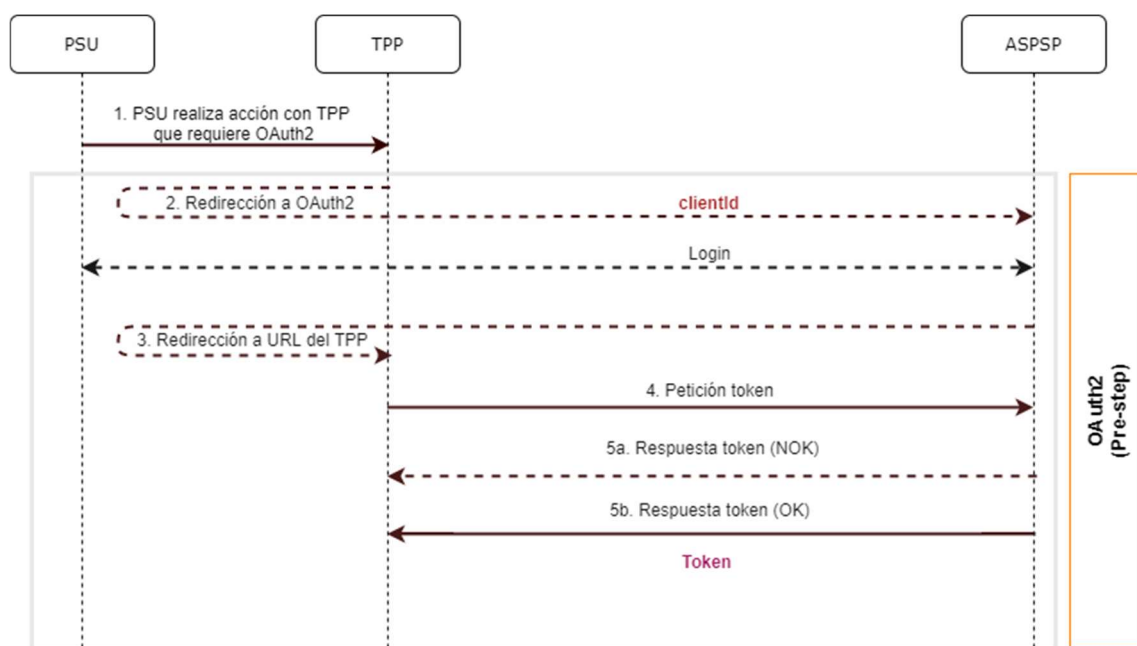 PSU
TPP
ASPSP
1. PSU realiza acción con TPP
que requiere OAuth2
2. Redirección a OAuth2
clientId
Login
3. Redirección a URL del TPP
4. Petición token
5a. Respuesta token (NOK)
5b. Respuesta token (OK)
Token
OAuth2
(Pre-step)